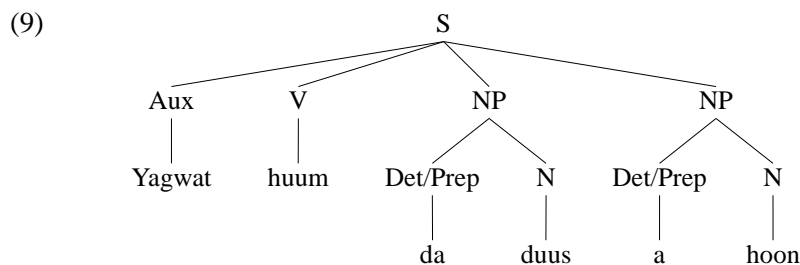 (9) S
Aux V NP NP
Yagwat huum Det/Prep N Det/Prep N
da duus a hoon